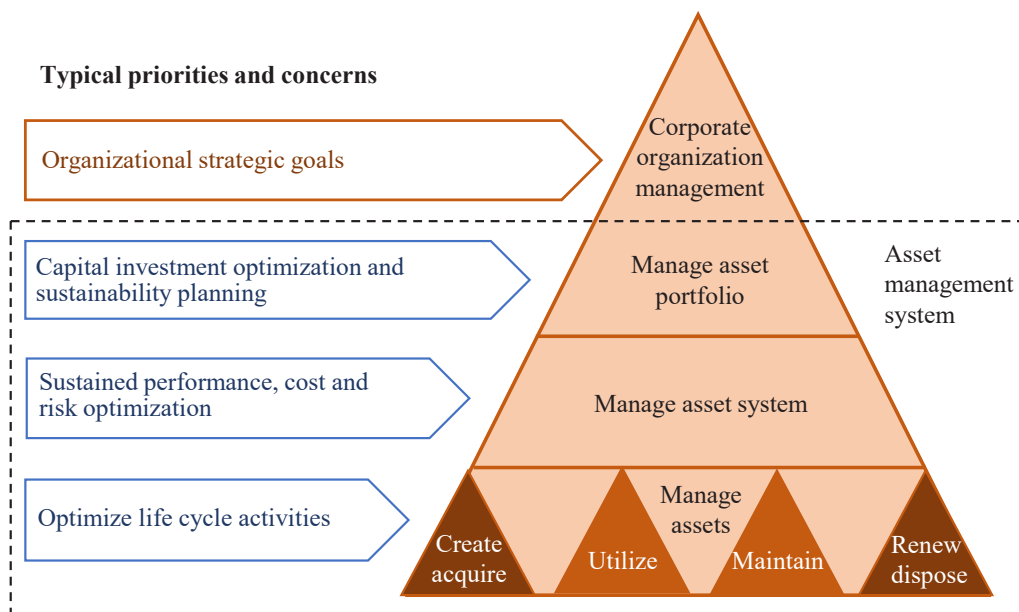 Typical priorities and concerns
Organizational strategic goals
Corporate
organization
management
Capital investment optimization and
sustainability planning
Manage asset
portfolio
Asset
management
system
Sustained performance, cost and
risk optimization
Manage asset system
Optimize life cycle activities
Manage
assets
Create
acquire
Utilize
Maintain
Renew
dispose